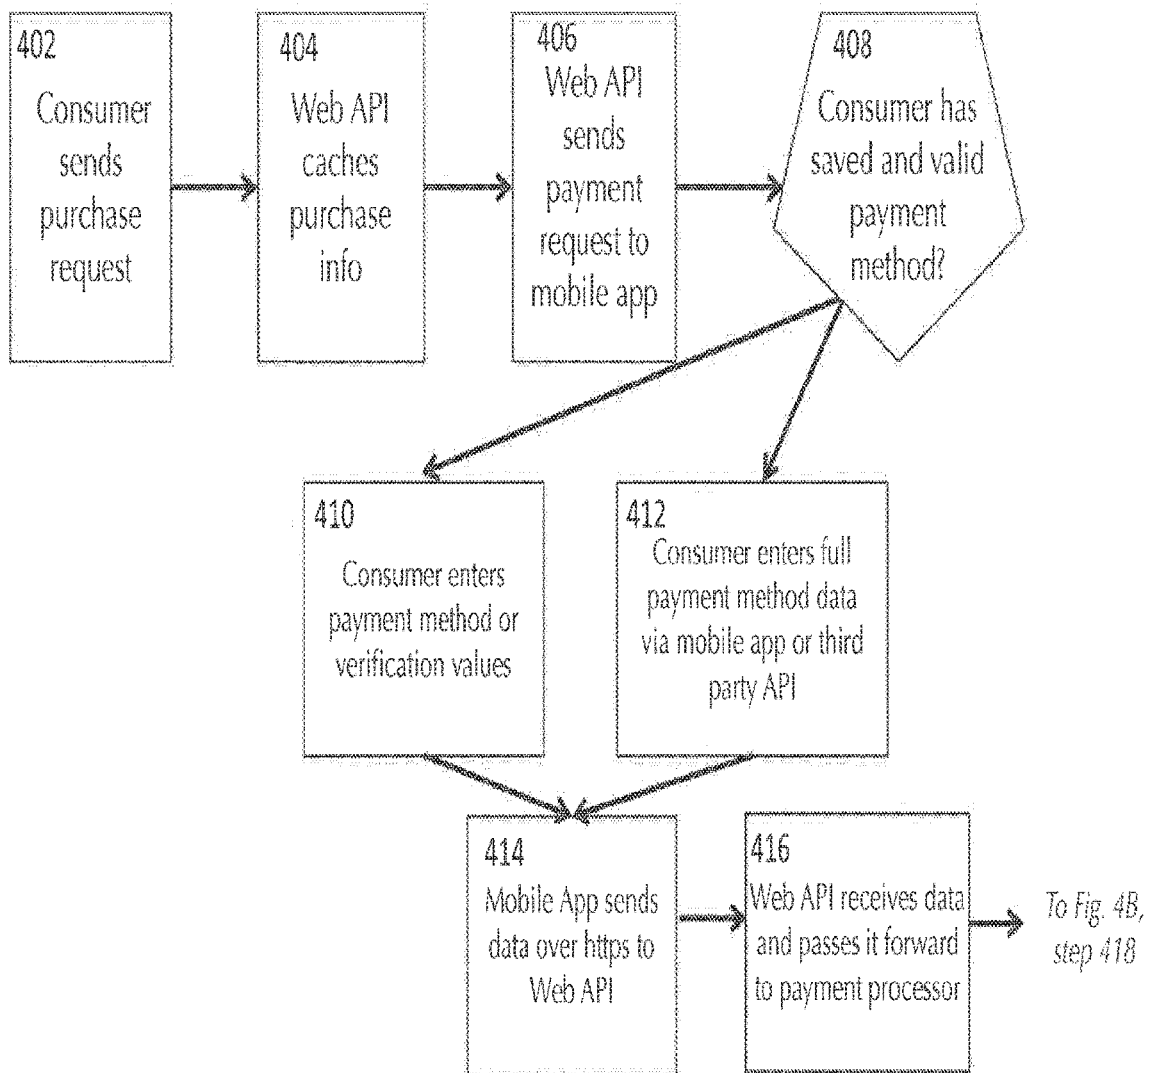 402
Consumer
sends
purchase
request
404
Web API
caches
purchase
info
406
Web API
sends
payment
request to
mobile app
408
Consumer has
saved and valid
payment
method?
410
Consumer enters
payment method or
verification values
412
Consumer enters full
payment method data
via mobile app or third
party API
414
Mobile App sends
data over https to
Web API
416
Web API receives data
and passes it forward
to payment processor
To Fig. 4B,
step 418